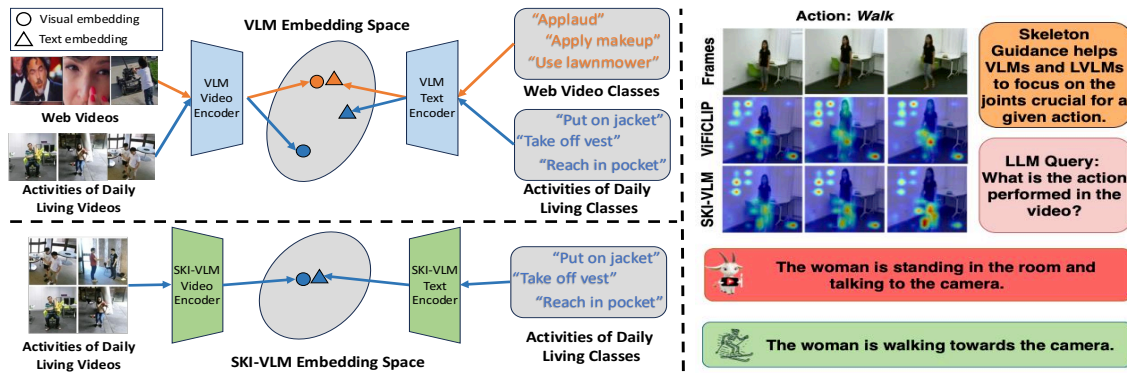 Visual embedding
Text embedding
VLM Embedding Space
VLM
Video
Encoder
VLM
Text
Encoder
“Applaud”
“Apply makeup”
“Use lawnmower”
Web Video Classes
Web Videos
“Put on jacket”
“Take off vest”
“Reach in pocket”
Activities of Daily
Living Videos
Activities of Daily
Living Classes
SKI-VLM
Video
Encoder
SKI-VLM
Text
Encoder
“Put on jacket”
“Take off vest”
“Reach in pocket”
Activities of Daily
Living Videos
SKI-VLM Embedding Space
Activities of Daily
Living Classes
Action: Walk
Frames
ViFiCLIP
SKI-VLM
Skeleton
Guidance helps
VLMs and LVLMs
to focus on the
joints crucial for a
given action.
LLM Query:
What is the action
performed in the
video?
The woman is standing in the room and
talking to the camera.
The woman is walking towards the camera.